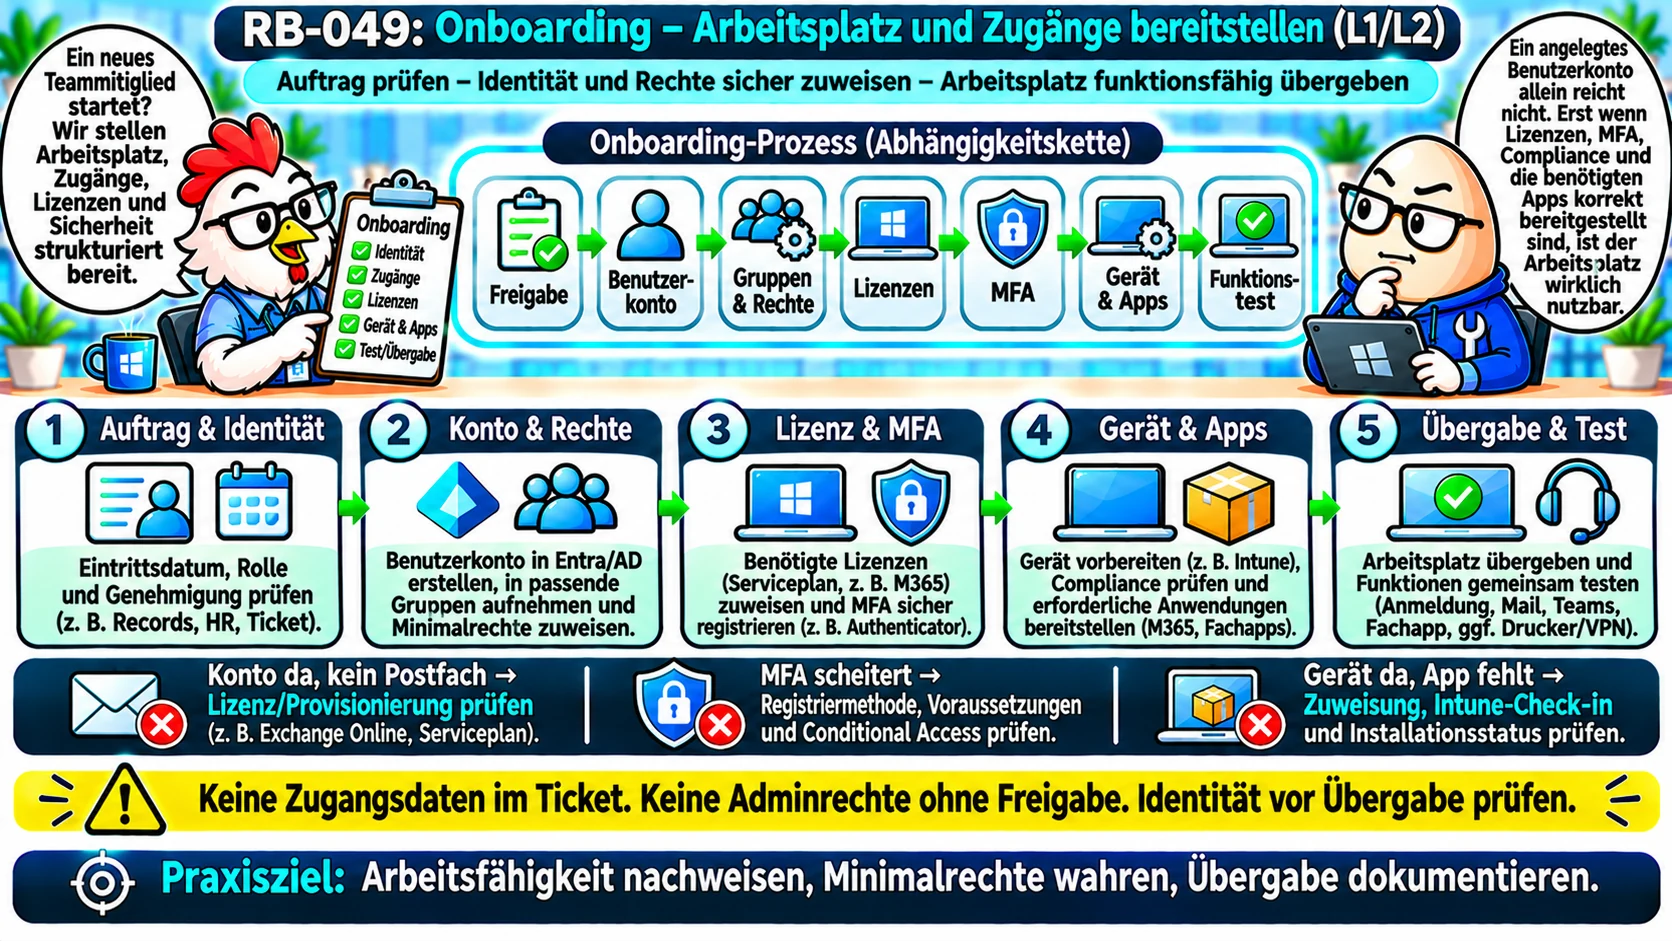 RB-049: Onboarding – Arbeitsplatz und Zugänge bereitstellen (L1/L2)
Auftrag prüfen – Identität und Rechte sicher zuweisen – Arbeitsplatz funktionsfähig übergeben
Ein neues
Teammitglied
startet?
Wir stellen
Arbeitsplatz,
Zugänge,
Lizenzen und
Sicherheit
strukturiert
bereit.
Onboarding
Identität
Zugänge
Lizenzen
Gerät & Apps
Test/Übergabe
Onboarding-Prozess (Abhängigkeitskette)
Freigabe
Benutzer-
konto
Gruppen
& Rechte
Lizenzen
MFA
Gerät
& Apps
Funktions-
test
Ein angelegtes
Benutzerkonto
allein reicht
nicht. Erst wenn
Lizenzen, MFA,
Compliance und
die benötigten
Apps korrekt
bereitgestellt
sind, ist der
Arbeitsplatz
wirklich
nutzbar.
1 Auftrag & Identität
Eintrittsdatum, Rolle
und Genehmigung prüfen
(z. B. Records, HR, Ticket).
2 Konto & Rechte
Benutzerkonto in Entra/AD
erstellen, in passende
Gruppen aufnehmen und
Minimalrechte zuweisen.
3 Lizenz & MFA
Benötigte Lizenzen
(Serviceplan, z. B. M365)
zuweisen und MFA sicher
registrieren (z. B. Authenticator).
4 Gerät & Apps
Gerät vorbereiten (z. B. Intune),
Compliance prüfen und
erforderliche Anwendungen
bereitstellen (M365, Fachapps).
5 Übergabe & Test
Arbeitsplatz übergeben und
Funktionen gemeinsam testen
(Anmeldung, Mail, Teams,
Fachapp, ggf. Drucker/VPN).
Konto da, kein Postfach →
Lizenz/Provisionierung prüfen
(z. B. Exchange Online, Serviceplan).
MFA scheitert →
Registriermethode, Voraussetzungen
und Conditional Access prüfen.
Gerät da, App fehlt →
Zuweisung, Intune-Check-in
und Installationsstatus prüfen.
Keine Zugangsdaten im Ticket. Keine Adminrechte ohne Freigabe. Identität vor Übergabe prüfen.
Praxisziel: Arbeitsfähigkeit nachweisen, Minimalrechte wahren, Übergabe dokumentieren.